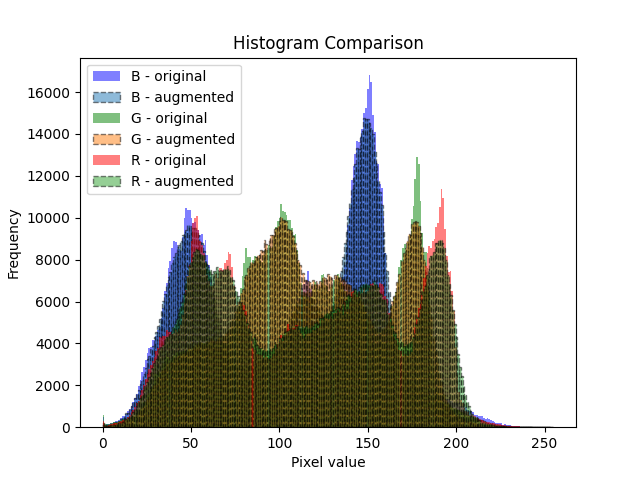 Histogram Comparison
B - original
B - augmented
G - original
G - augmented
R - original
R - augmented
16000
14000
12000
10000
8000
6000
4000
2000
0
Frequency
0 50 100 150 200 250
Pixel value